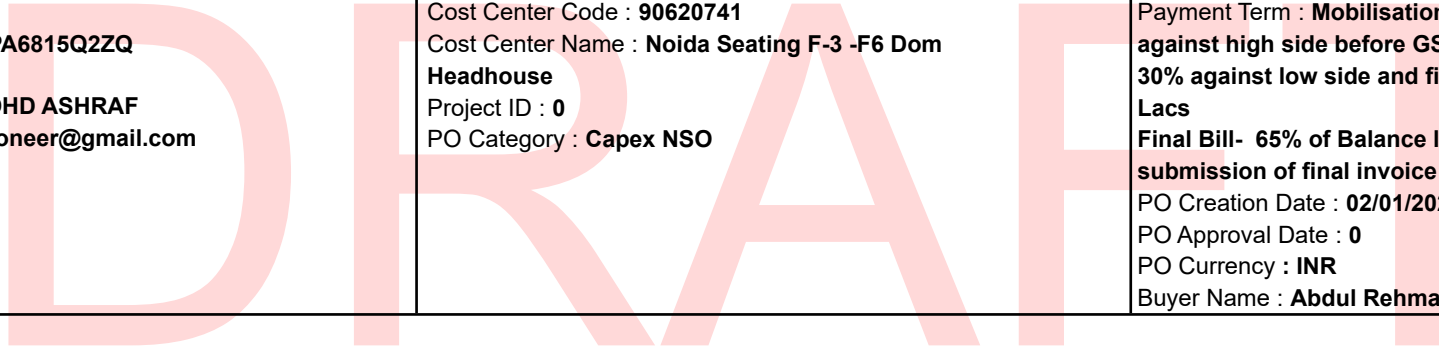 PA6815Q2ZQ
OHD ASHRAF
oneer@gmail.com
Cost Center Code : 90620741
Cost Center Name : Noida Seating F-3 -F6 Dom
Headhouse
Project ID : 0
PO Category : Capex NSO
Payment Term : Mobilisation
against high side before GS
30% against low side and fi
Lacs
Final Bill- 65% of Balance
submission of final invoice
PO Creation Date : 02/01/202
PO Approval Date : 0
PO Currency : INR
Buyer Name : Abdul Rehma
DRAFT